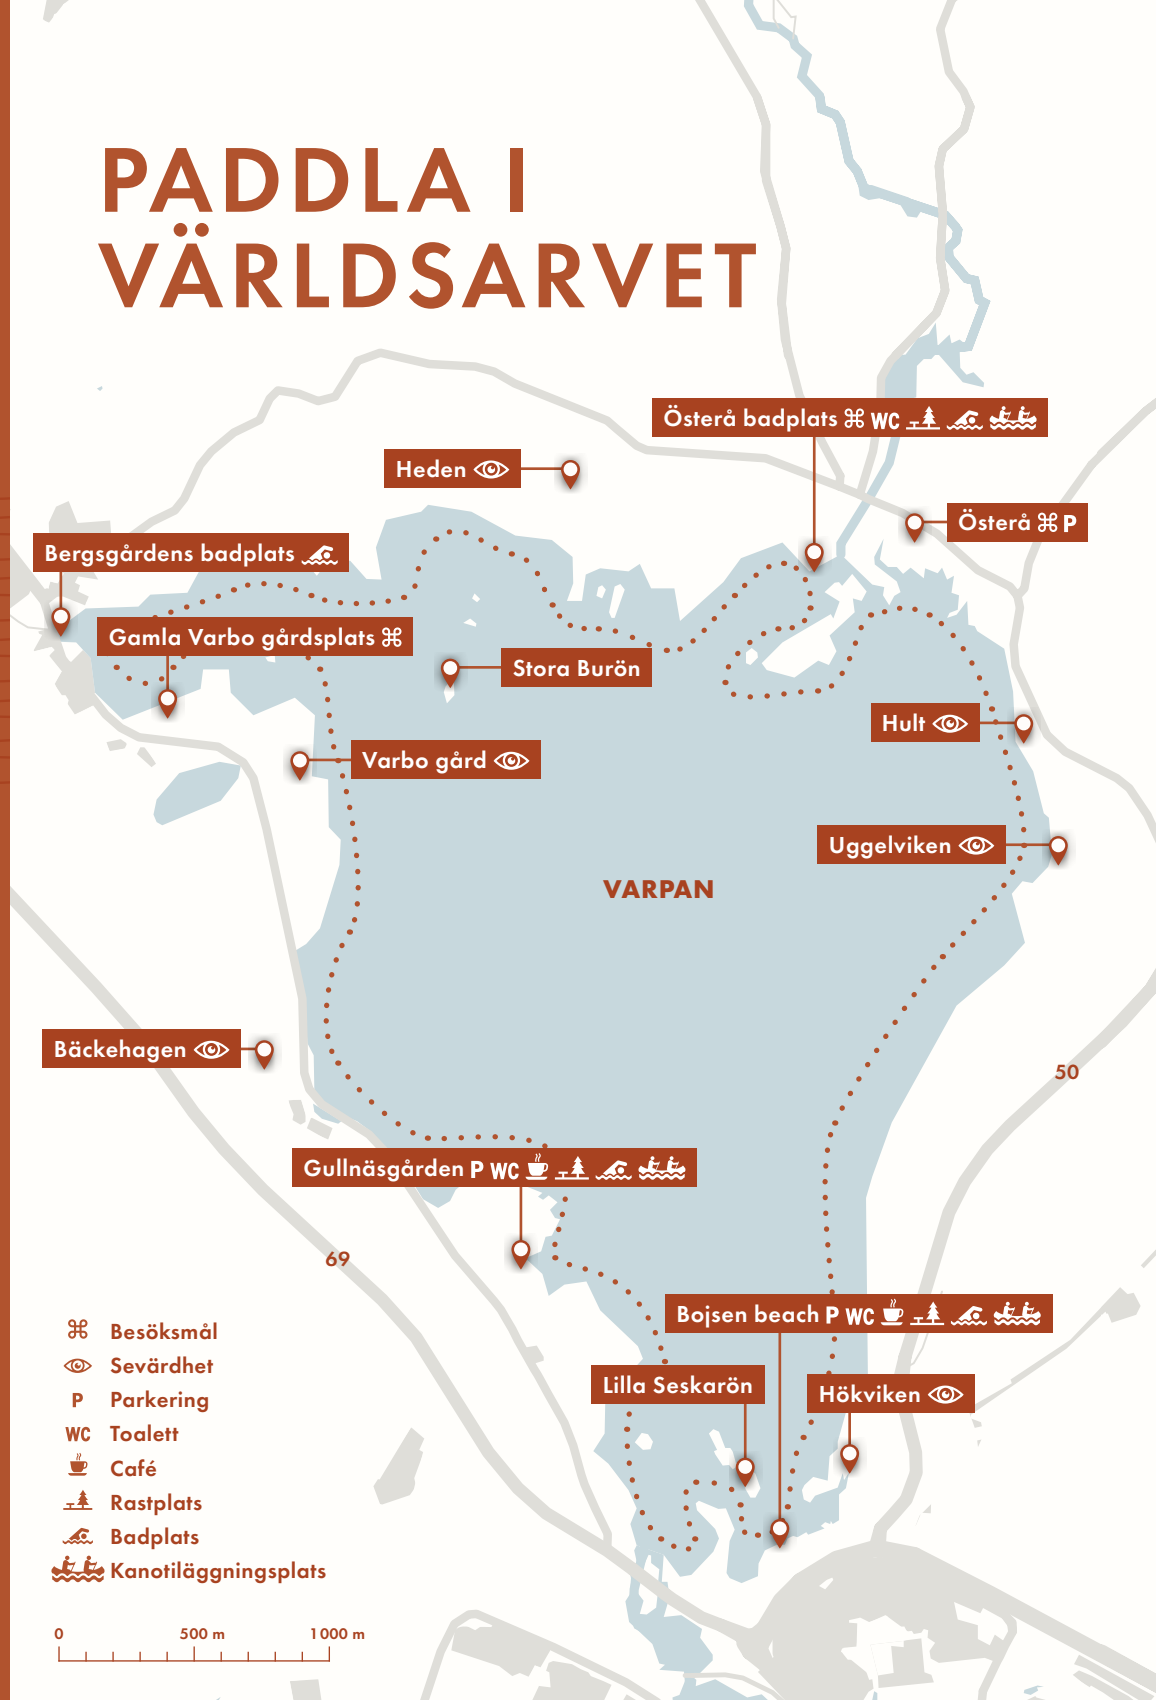 PADDLA I
VÄRLDSARVET
Österå badplats ⌘ WC
Heden
Österå ⌘ P
Bergsgårdens badplats
Gamla Varbo gårdsplats ⌘
Stora Burön
Hult
Varbo gård
Uggelviken
VARPAN
Bäckehagen
50
Gullnäsgården P WC
69
Bojsen beach P WC
Lilla Seskarön
Hökviken
⌘ Besöksmål
Sevärdhet
P Parkering
WC Toalett
Café
Rastplats
Badplats
Kanotiläggningsplats
0 500 m 1000 m